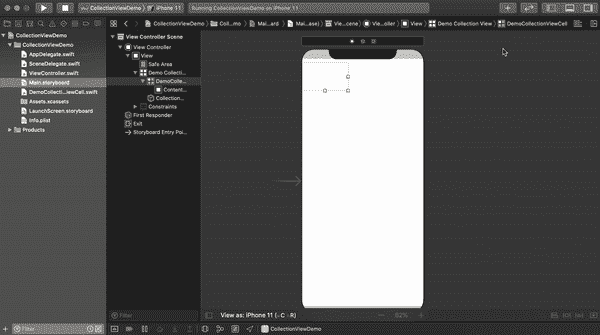 CollectionViewDemo
iPhone 11
Running CollectionViewDemo on iPhone 11
CollectionViewDemo
Coll...mo
Mai...ard
Mai...ase)
Vie...cene
Vie...oller
View
Demo Collection View
DemoCollectionViewCell
CollectionViewDemo
CollectionViewDemo
AppDelegate.swift
SceneDelegate.swift
ViewController.swift
Main.storyboard
DemoCollecti...iewCell.swift
Assets.xcassets
LaunchScreen.storyboard
Info.plist
Products
View Controller Scene
View Controller
View
Safe Area
Demo Collecti...
DemoColle...
Content...
Collection...
Constraints
First Responder
Exit
Storyboard Entry Poi...
Filter
Filter
View as: iPhone 11 (
C
R)
CollectionViewDemo